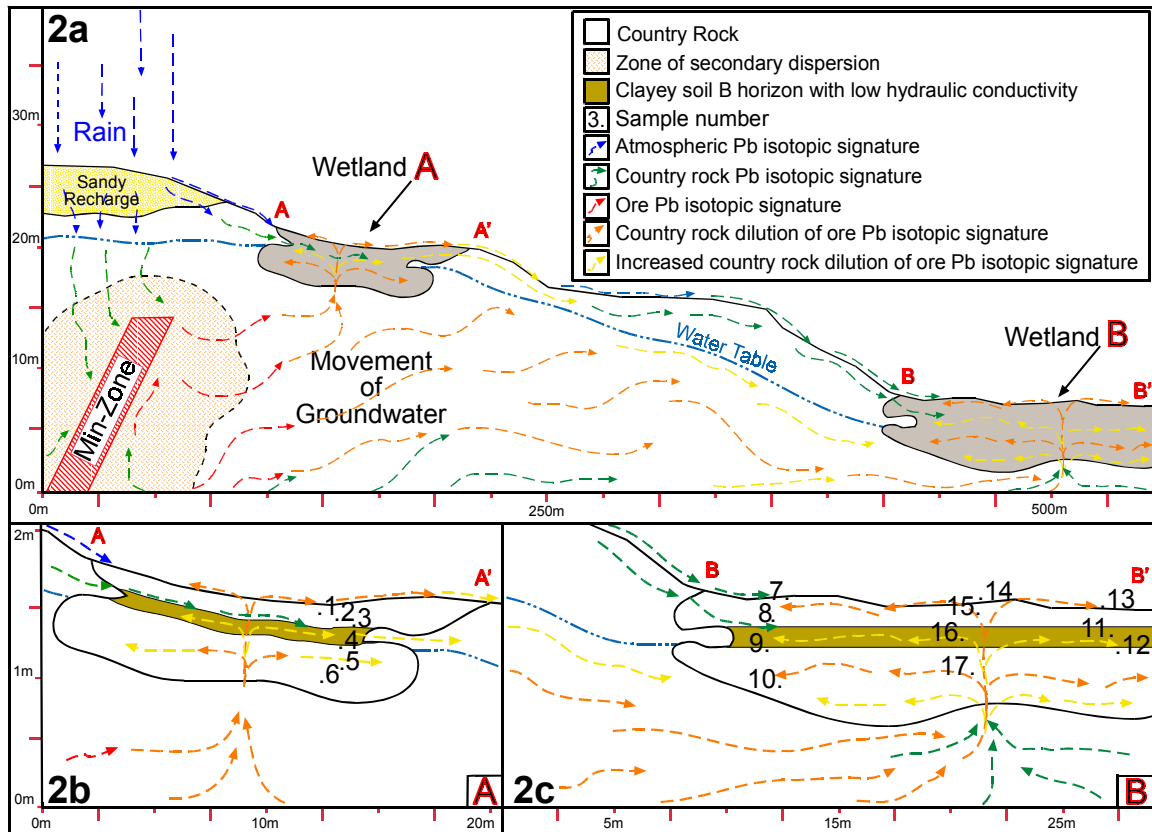 2a
Country Rock
Zone of secondary dispersion
Clayey soil B horizon with low hydraulic conductivity
3. Sample number
Atmospheric Pb isotopic signature
Country rock Pb isotopic signature
Ore Pb isotopic signature
Country rock dilution of ore Pb isotopic signature
Increased country rock dilution of ore Pb isotopic signature
30m
Rain
Wetland A
Sandy
Recharge
A
A'
20m
Water Table
Wetland B
10m
Movement
of
Groundwater
Min-Zone
B
B'
0m
0m
250m
500m
2m
A
A'
.1
.2
.3
.4
.5
.6
1m
0m
2b
A
0m
10m
20m
B
B'
7.
8.
9.
10.
14.
15.
16.
17.
.13
11.
.12
2c
B
5m
15m
25m